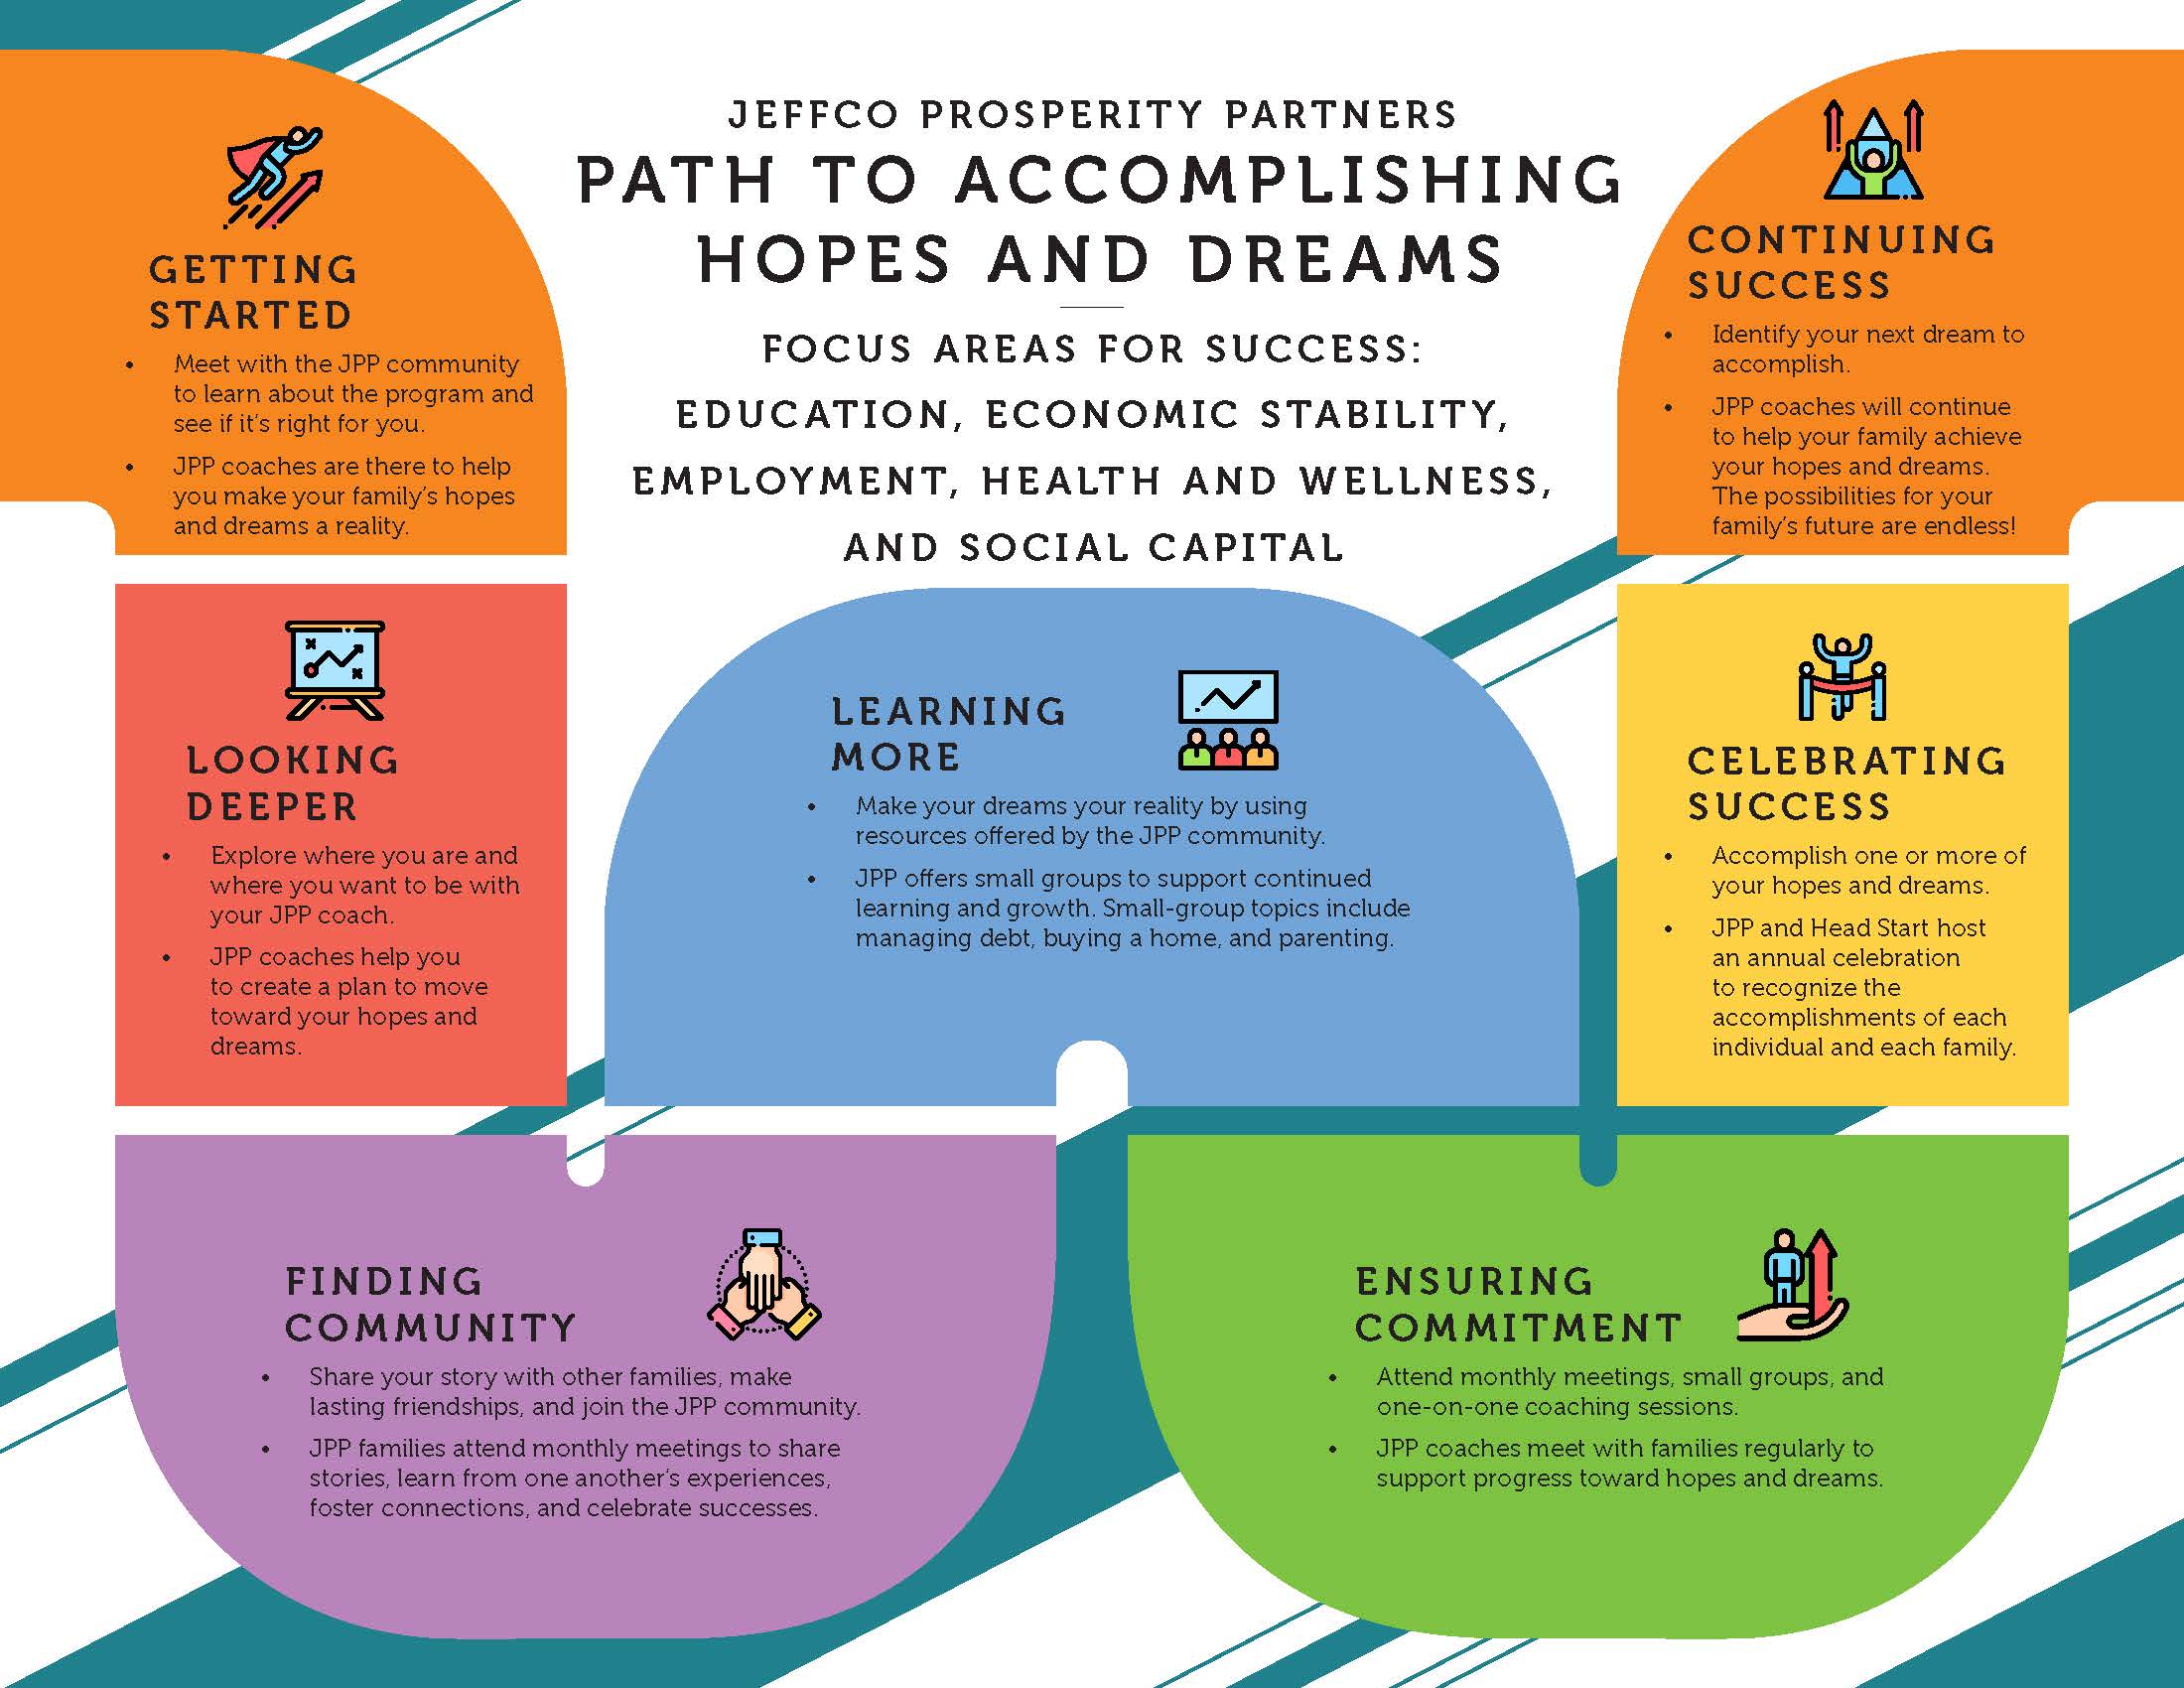 JEFFCO PROSPERITY PARTNERS
PATH TO ACCOMPLISHING
HOPES AND DREAMS
FOCUS AREAS FOR SUCCESS:
EDUCATION, ECONOMIC STABILITY,
EMPLOYMENT, HEALTH AND WELLNESS,
AND SOCIAL CAPITAL
GETTING
STARTED
• Meet with the JPP community
to learn about the program and
see if it's right for you.
• JPP coaches are there to help
you make your family's hopes
and dreams a reality.
LOOKING
DEEPER
• Explore where you are and
where you want to be with
your JPP coach.
• JPP coaches help you
to create a plan to move
toward your hopes and
dreams.
FINDING
COMMUNITY
• Share your story with other families, make
lasting friendships, and join the JPP community.
• JPP families attend monthly meetings to share
stories, learn from one another's experiences,
foster connections, and celebrate successes.
LEARNING
MORE
• Make your dreams your reality by using
resources offered by the JPP community.
• JPP offers small groups to support continued
learning and growth. Small-group topics include
managing debt, buying a home, and parenting.
ENSURING
COMMITMENT
• Attend monthly meetings, small groups, and
one-on-one coaching sessions.
• JPP coaches meet with families regularly to
support progress toward hopes and dreams.
CELEBRATING
SUCCESS
• Accomplish one or more of
your hopes and dreams.
• JPP and Head Start host
an annual celebration
to recognize the
accomplishments of each
individual and each family.
CONTINUING
SUCCESS
• Identify your next dream to
accomplish.
• JPP coaches will continue
to help your family achieve
your hopes and dreams.
The possibilities for your
family's future are endless!